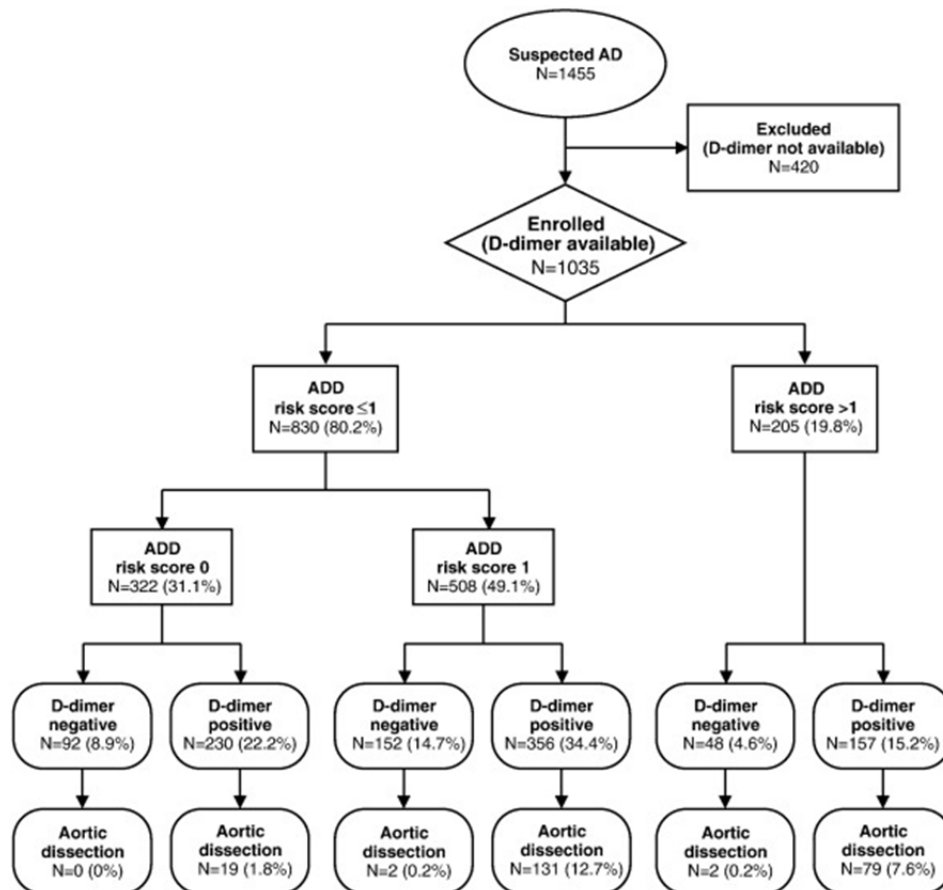 Suspected AD
N=1455
Excluded
(D-dimer not available)
N=420
Enrolled
(D-dimer available)
N=1035
ADD
risk score ≤1
N=830 (80.2%)
ADD
risk score >1
N=205 (19.8%)
ADD
risk score 0
N=322 (31.1%)
ADD
risk score 1
N=508 (49.1%)
D-dimer
negative
N=92 (8.9%)
D-dimer
positive
N=230 (22.2%)
D-dimer
negative
N=152 (14.7%)
D-dimer
positive
N=356 (34.4%)
D-dimer
negative
N=48 (4.6%)
D-dimer
positive
N=157 (15.2%)
Aortic
dissection
N=0 (0%)
Aortic
dissection
N=19 (1.8%)
Aortic
dissection
N=2 (0.2%)
Aortic
dissection
N=131 (12.7%)
Aortic
dissection
N=2 (0.2%)
Aortic
dissection
N=79 (7.6%)